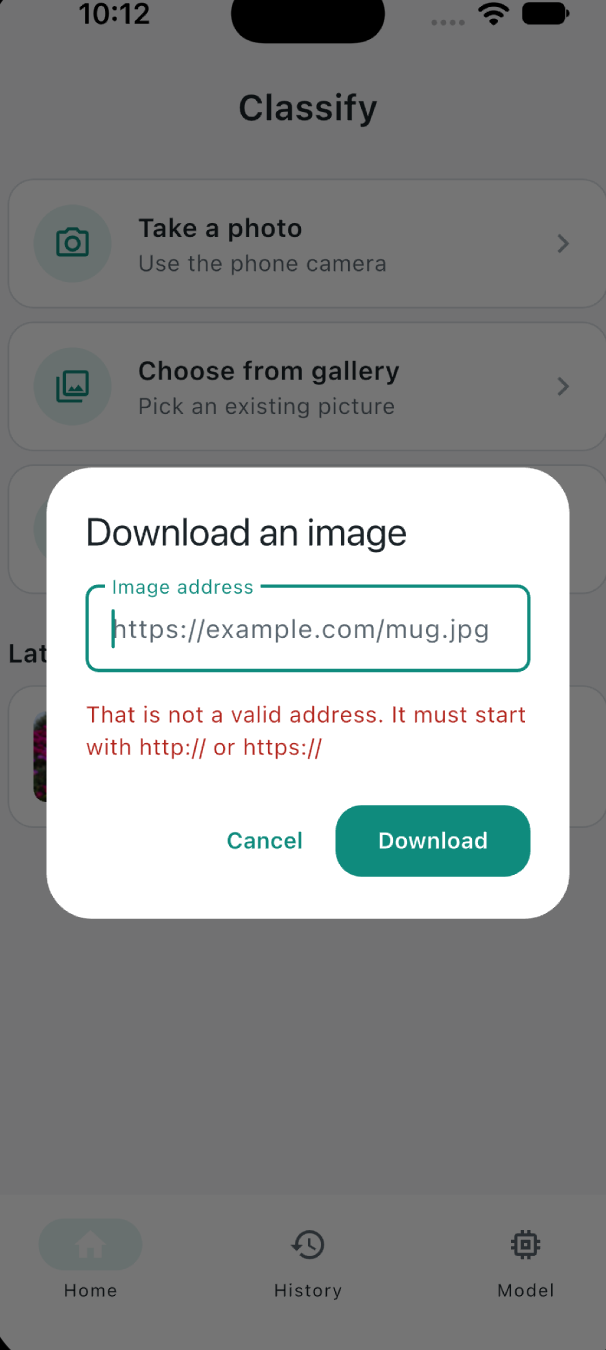 10:12
Classify
Take a photo
Use the phone camera
Choose from gallery
Pick an existing picture
Download an image
Image address
https://example.com/mug.jpg
Lat
That is not a valid address. It must start
with http:// or https://
Cancel
Download
Home
History
Model